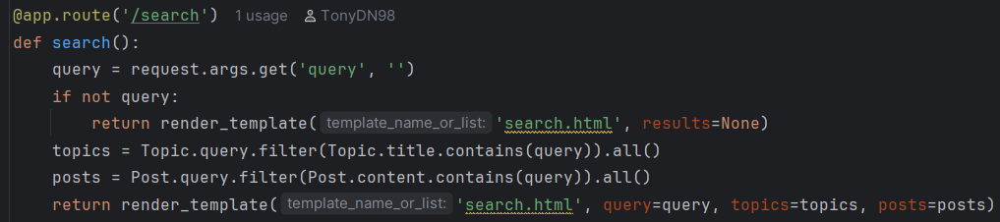 @app.route('/search') 1 usage TonyDN98
def search():
    query = request.args.get('query', '')
    if not query:
        return render_template( template_name_or_list: 'search.html', results=None)
    topics = Topic.query.filter(Topic.title.contains(query)).all()
    posts = Post.query.filter(Post.content.contains(query)).all()
    return render_template( template_name_or_list: 'search.html', query=query, topics=topics, posts=posts)